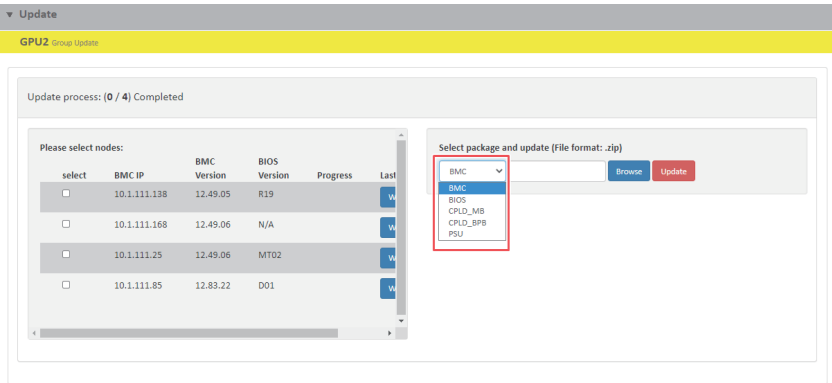 Update
GPU2 Group Update
Update process: (0 / 4) Completed
Please select nodes:
select BMC IP BMC Version BIOS Version Progress Last
10.1.111.138 12.49.05 R19 W
10.1.111.168 12.49.06 N/A W
10.1.111.25 12.49.06 MT02 W
10.1.111.85 12.83.22 D01 W
Select package and update (File format: .zip)
BMC Browse Update
BMC
BIOS
CPLD_MB
CPLD_BPB
PSU